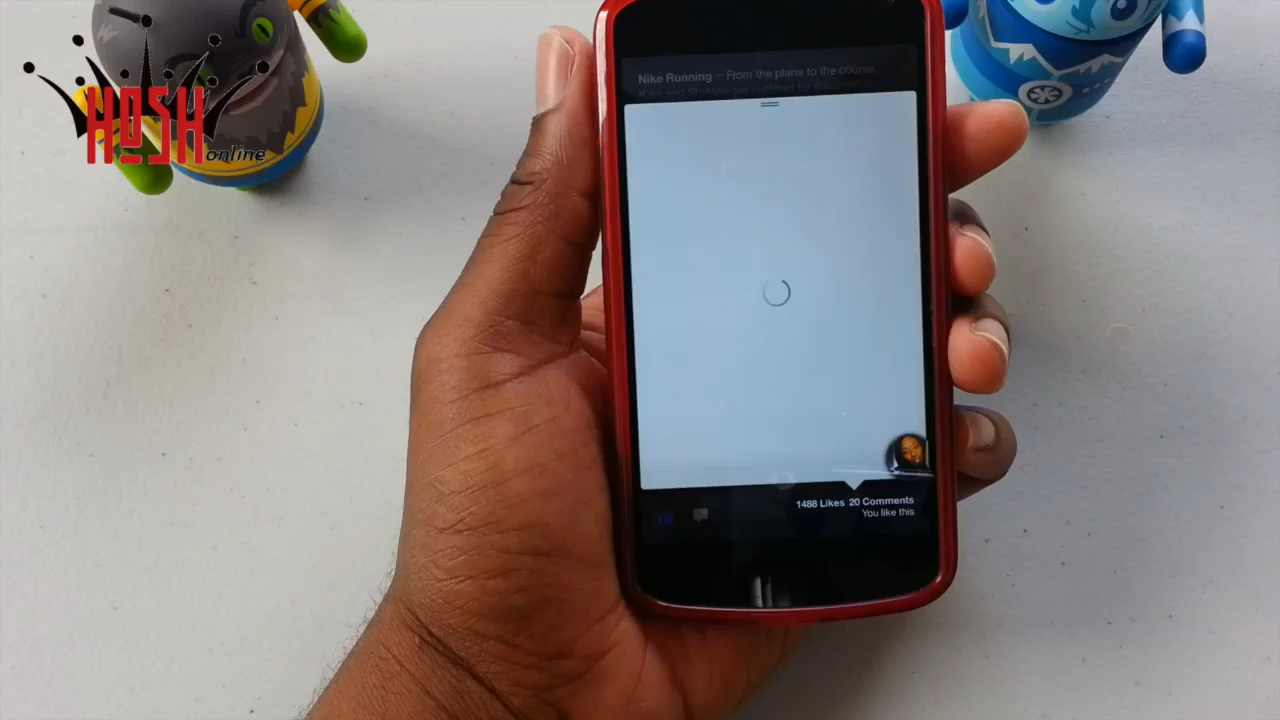 HOSH
online
Nike Running – From the plane to the course.
1488 Likes 20 Comments
You like this